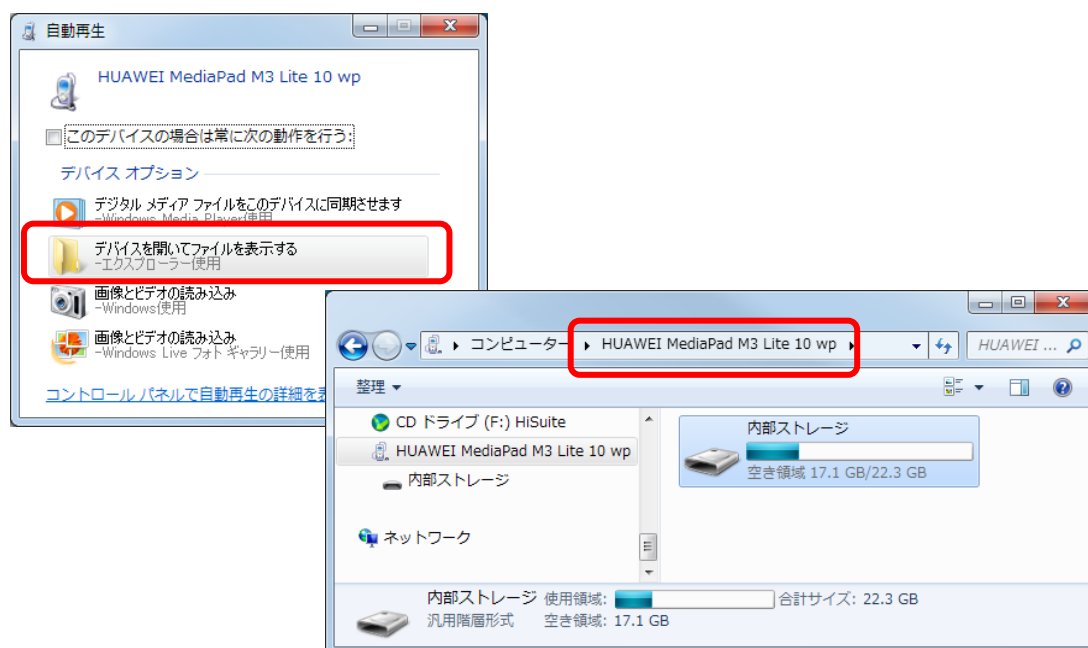 自動再生
HUAWEI MediaPad M3 Lite 10 wp
このデバイスの場合は常に次の動作を行う:
デバイス オプション
デジタル メディア ファイルをこのデバイスに同期させます
-Windows Media Player使用
デバイスを開いてファイルを表示する
-エクスプローラー使用
画像とビデオの読み込み
-Windows使用
画像とビデオの読み込み
-Windows Live フォト ギャラリー使用
コントロール パネルで自動再生の詳細を
コンピューター HUAWEI MediaPad M3 Lite 10 wp
HUAWEI ...
整理
CD ドライブ (F:) HiSuite
HUAWEI MediaPad M3 Lite 10 wp
内部ストレージ
ネットワーク
内部ストレージ
空き領域 17.1 GB/22.3 GB
内部ストレージ 使用領域: 合計サイズ: 22.3 GB
汎用階層形式 空き領域: 17.1 GB